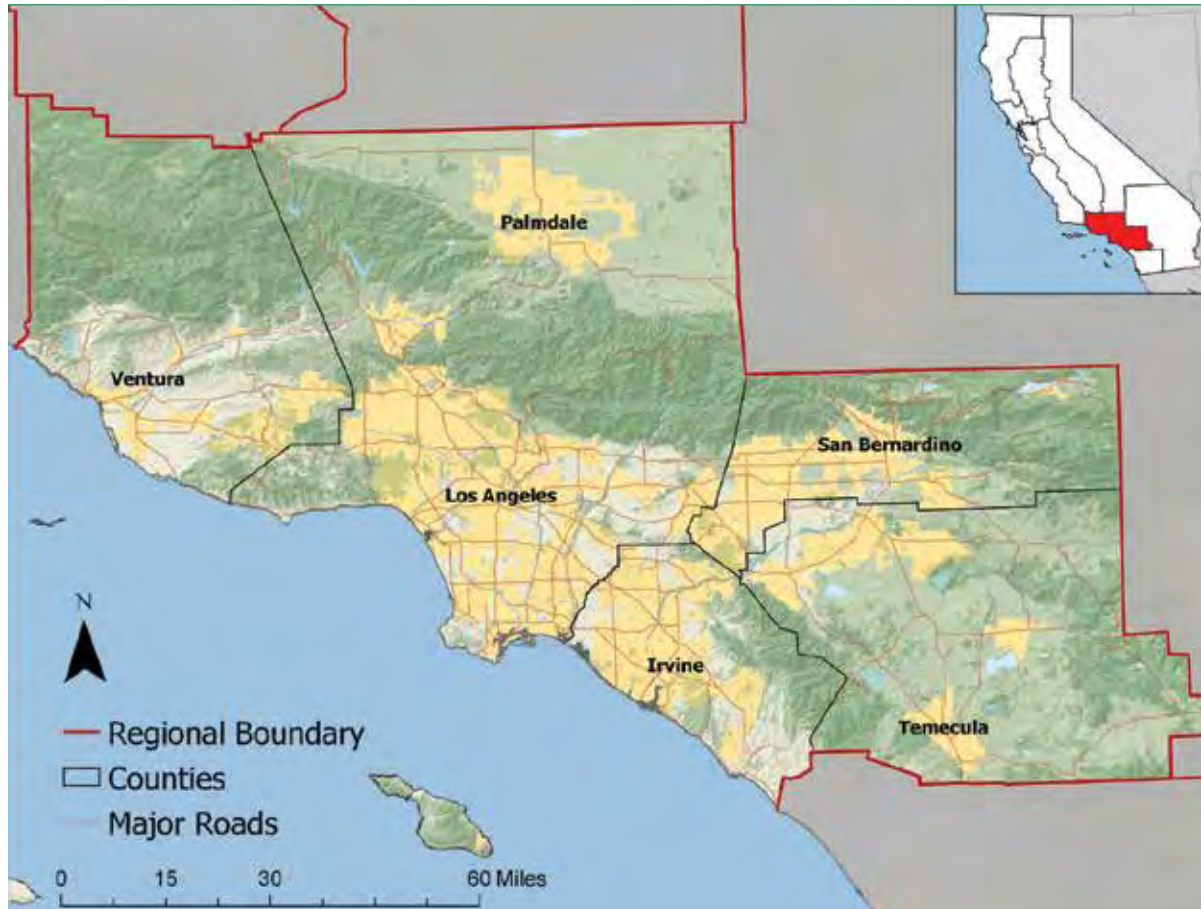 Palmdale
Ventura
San Bernardino
Los Angeles
Irvine
Temecula
N
Regional Boundary
Counties
Major Roads
0 15 30 60 Miles